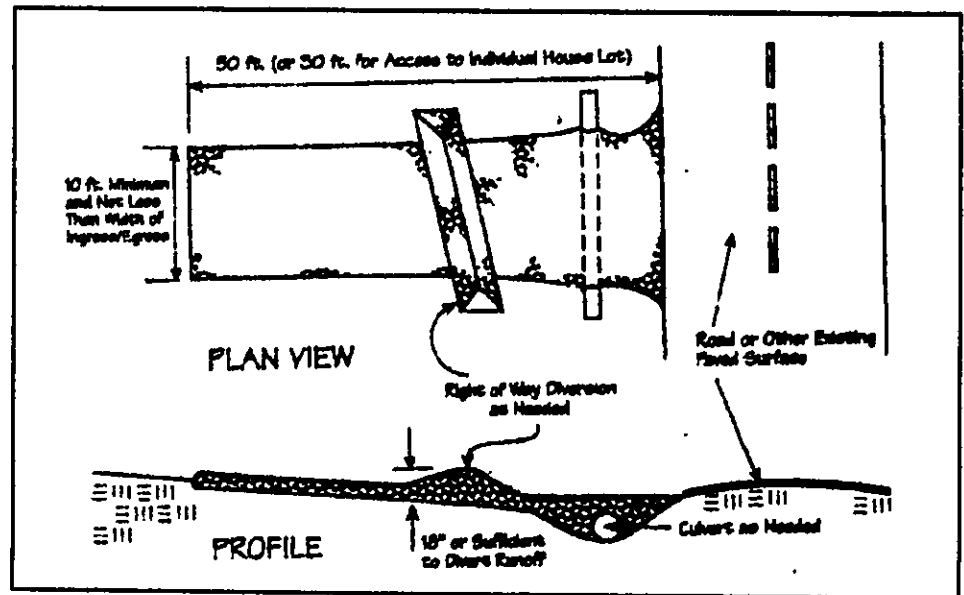 50 ft. (or 30 ft. for Access to Individual House Lot)
10 ft. Minimum
and Not Less
Than Width of
Ingress/Egress
PLAN VIEW
Road or Other Existing
Paved Surface
Right of Way Diversion
as Needed
Culvert as Needed
PROFILE
18" or Sufficient
to Divert Runoff